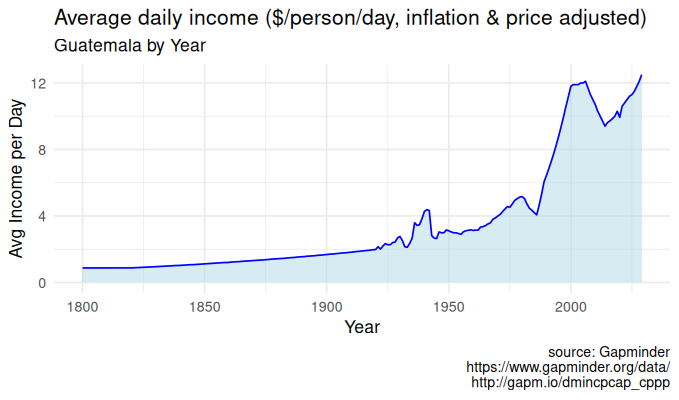 Average daily income ($/person/day, inflation & price adjusted)
Guatemala by Year
Avg Income per Day
12
8
4
0
1800 1850 1900 1950 2000
Year
source: Gapminder
https://www.gapminder.org/data/
http://gapm.io/dmincpcap_cppp